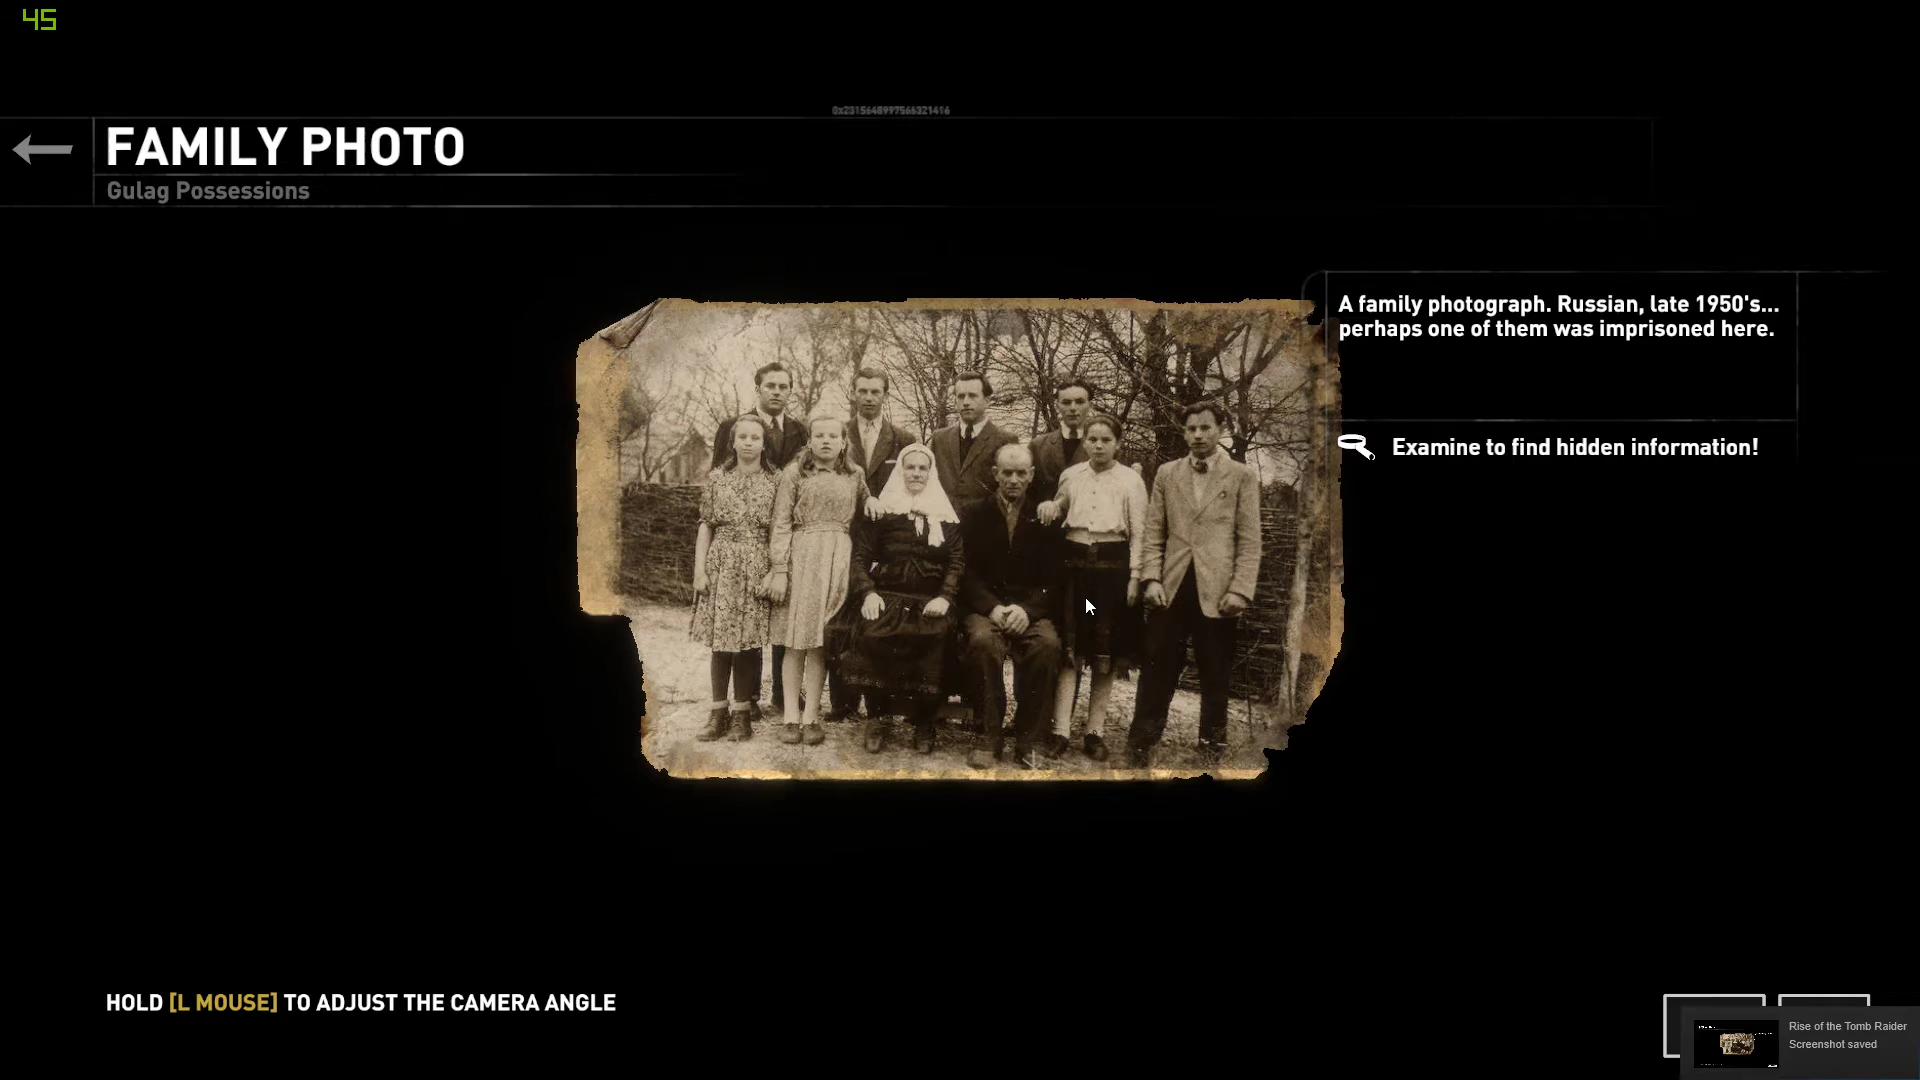 45
0x2315648997566321416
FAMILY PHOTO
Gulag Possessions
A family photograph. Russian, late 1950's...
perhaps one of them was imprisoned here.
Examine to find hidden information!
HOLD [L MOUSE] TO ADJUST THE CAMERA ANGLE
Rise of the Tomb Raider
Screenshot saved